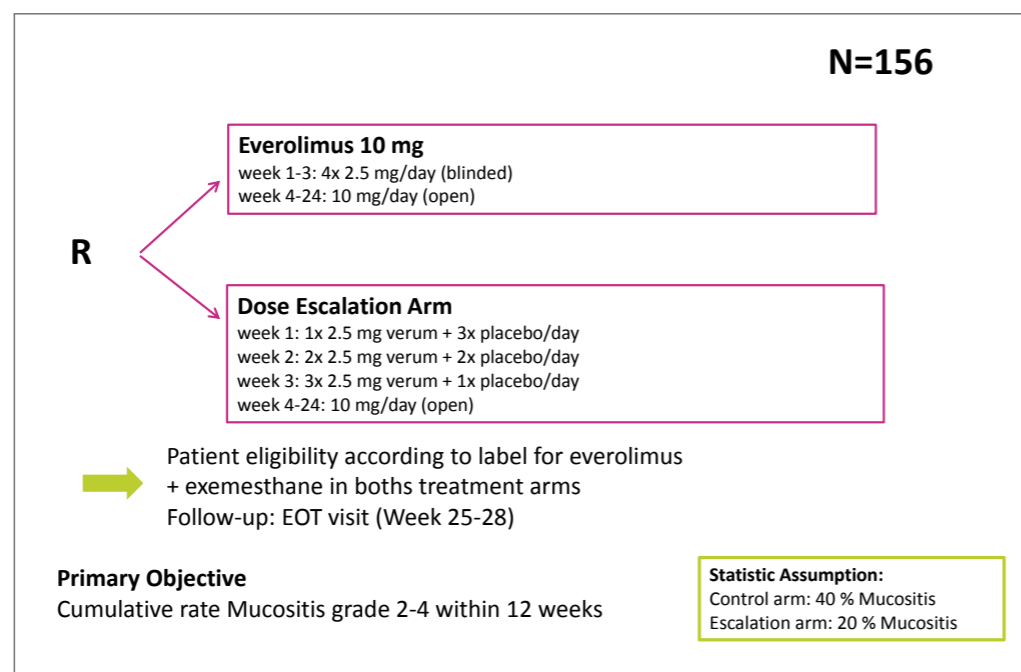 N=156
Everolimus 10 mg
week 1-3: 4x 2.5 mg/day (blinded)
week 4-24: 10 mg/day (open)
R
Dose Escalation Arm
week 1: 1x 2.5 mg verum + 3x placebo/day
week 2: 2x 2.5 mg verum + 2x placebo/day
week 3: 3x 2.5 mg verum + 1x placebo/day
week 4-24: 10 mg/day (open)
Patient eligibility according to label for everolimus
+ exemesthane in boths treatment arms
Follow-up: EOT visit (Week 25-28)
Primary Objective
Cumulative rate Mucositis grade 2-4 within 12 weeks
Statistic Assumption:
Control arm: 40 % Mucositis
Escalation arm: 20 % Mucositis